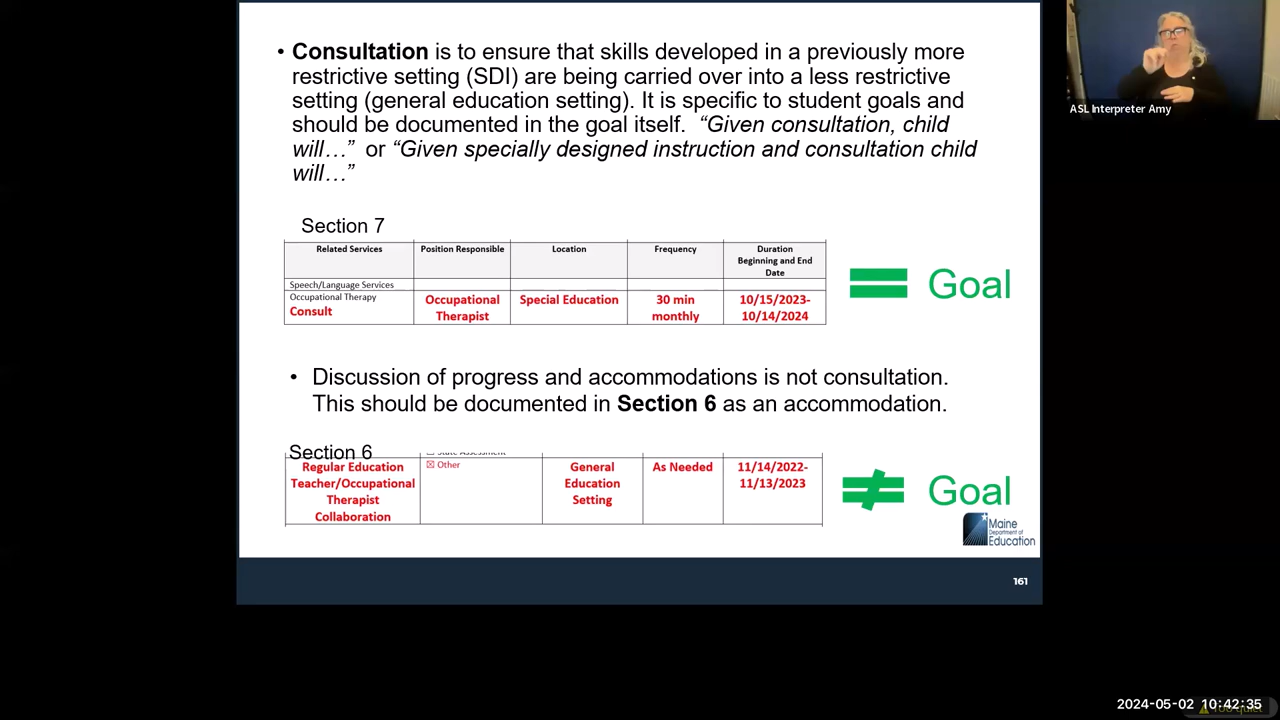 • Consultation is to ensure that skills developed in a previously more
restrictive setting (SDI) are being carried over into a less restrictive
setting (general education setting). It is specific to student goals and
should be documented in the goal itself. “Given consultation, child
will…” or “Given specially designed instruction and consultation child
will…”
ASL Interpreter Amy
Section 7
Related Services Position Responsible Location Frequency Duration
Beginning and End
Date
Speech/Language Services
Occupational Therapy
Consult
Occupational
Therapist
Special Education
30 min
monthly
10/15/2023-
10/14/2024
Goal
• Discussion of progress and accommodations is not consultation.
This should be documented in Section 6 as an accommodation.
Section 6
Regular Education
Teacher/Occupational
Therapist
Collaboration
State Assessment
☒ Other
General
Education
Setting
As Needed
11/14/2022-
11/13/2023
Goal
Maine
Department of
Education
161
2024-05-02 10:42:35